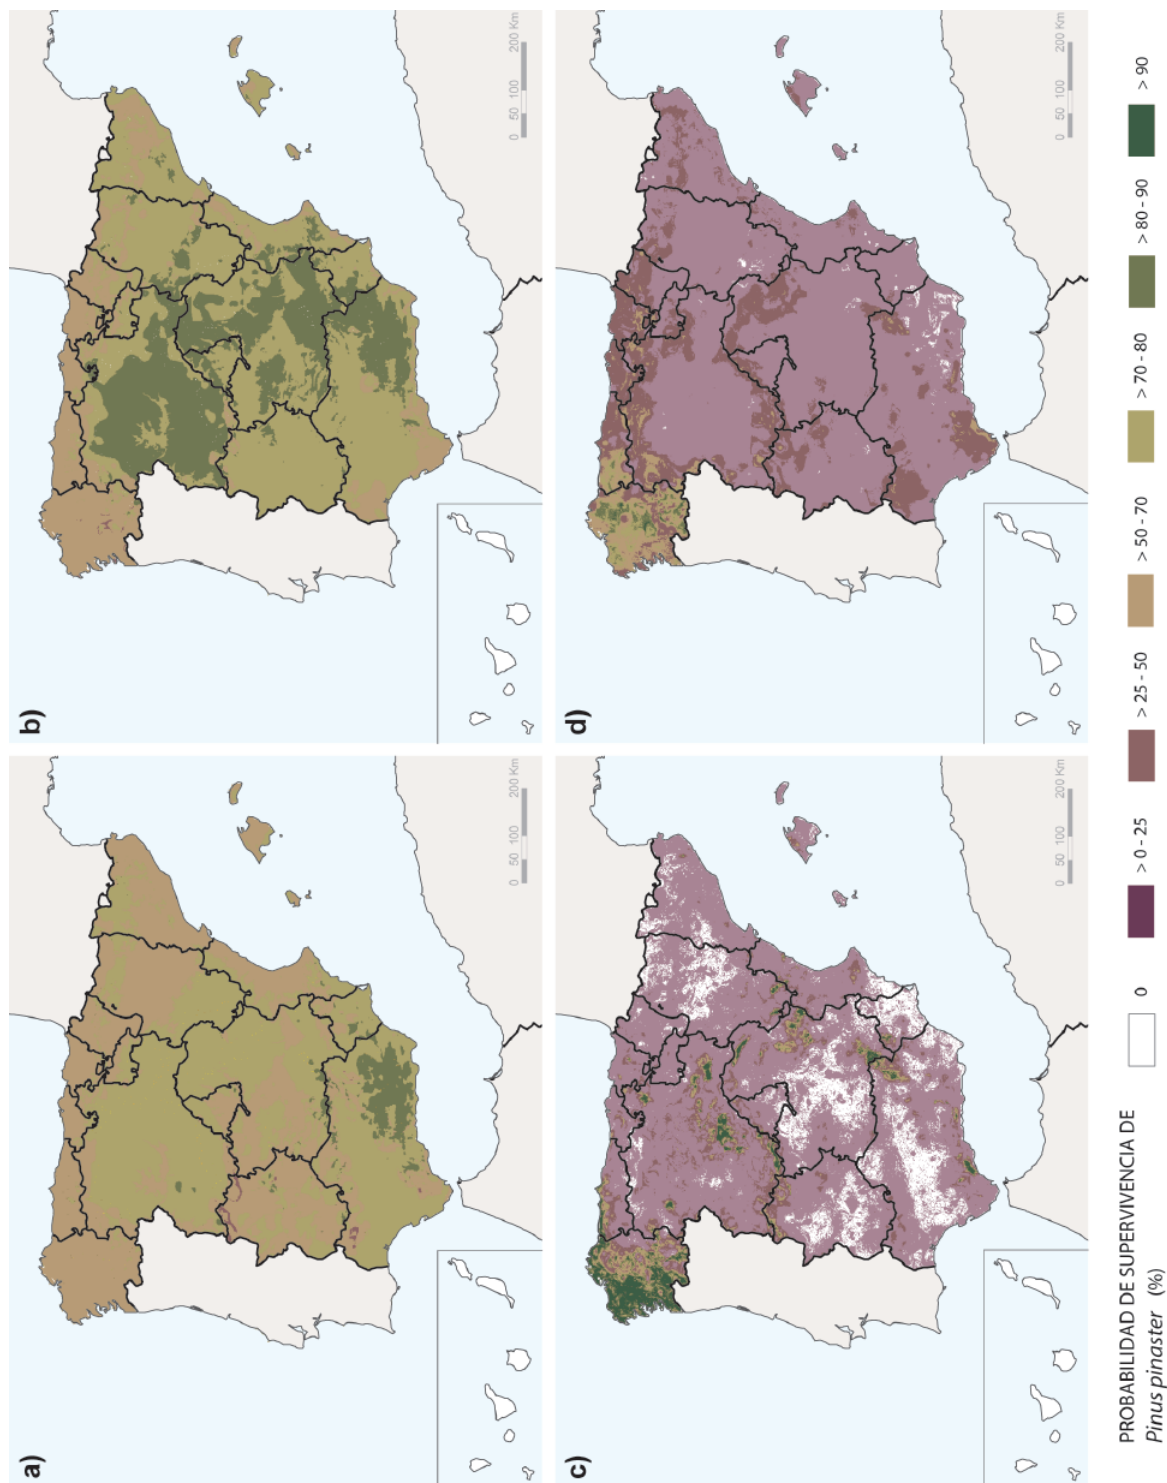 a)
0 50 100 200 Km
b)
0 50 100 200 Km
c)
0 50 100 200 Km
d)
0 50 100 200 Km
PROBABILIDAD DE SUPERVIVENCIA DE
Pinus pinaster (%)
0 > 0 - 25 > 25 - 50 > 50 - 70 > 70 - 80 > 80 - 90 > 90